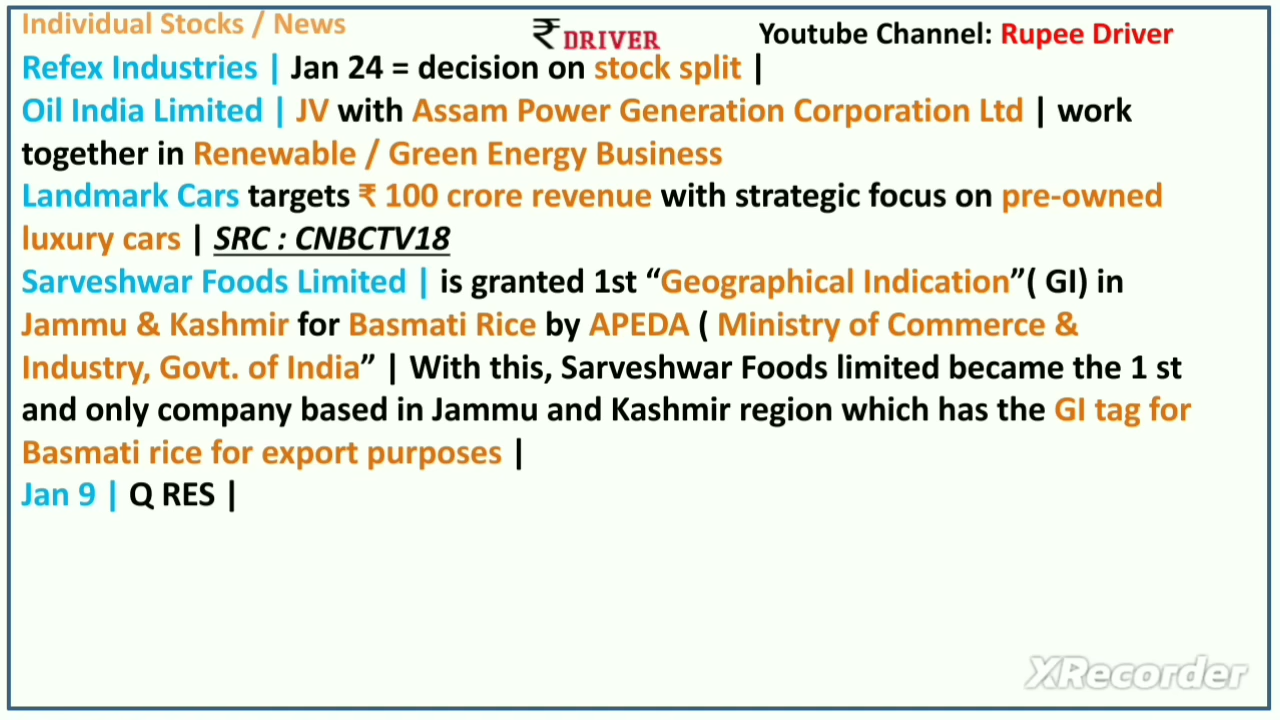 Individual Stocks / News
₹ DRIVER
Youtube Channel: Rupee Driver
Refex Industries | Jan 24 = decision on stock split |
Oil India Limited | JV with Assam Power Generation Corporation Ltd | work
together in Renewable / Green Energy Business
Landmark Cars targets ₹ 100 crore revenue with strategic focus on pre-owned
luxury cars | SRC : CNBCTV18
Sarveshwar Foods Limited | is granted 1st “Geographical Indication”( GI) in
Jammu & Kashmir for Basmati Rice by APEDA ( Ministry of Commerce &
Industry, Govt. of India” | With this, Sarveshwar Foods limited became the 1 st
and only company based in Jammu and Kashmir region which has the GI tag for
Basmati rice for export purposes |
Jan 9 | Q RES |
XRecorder